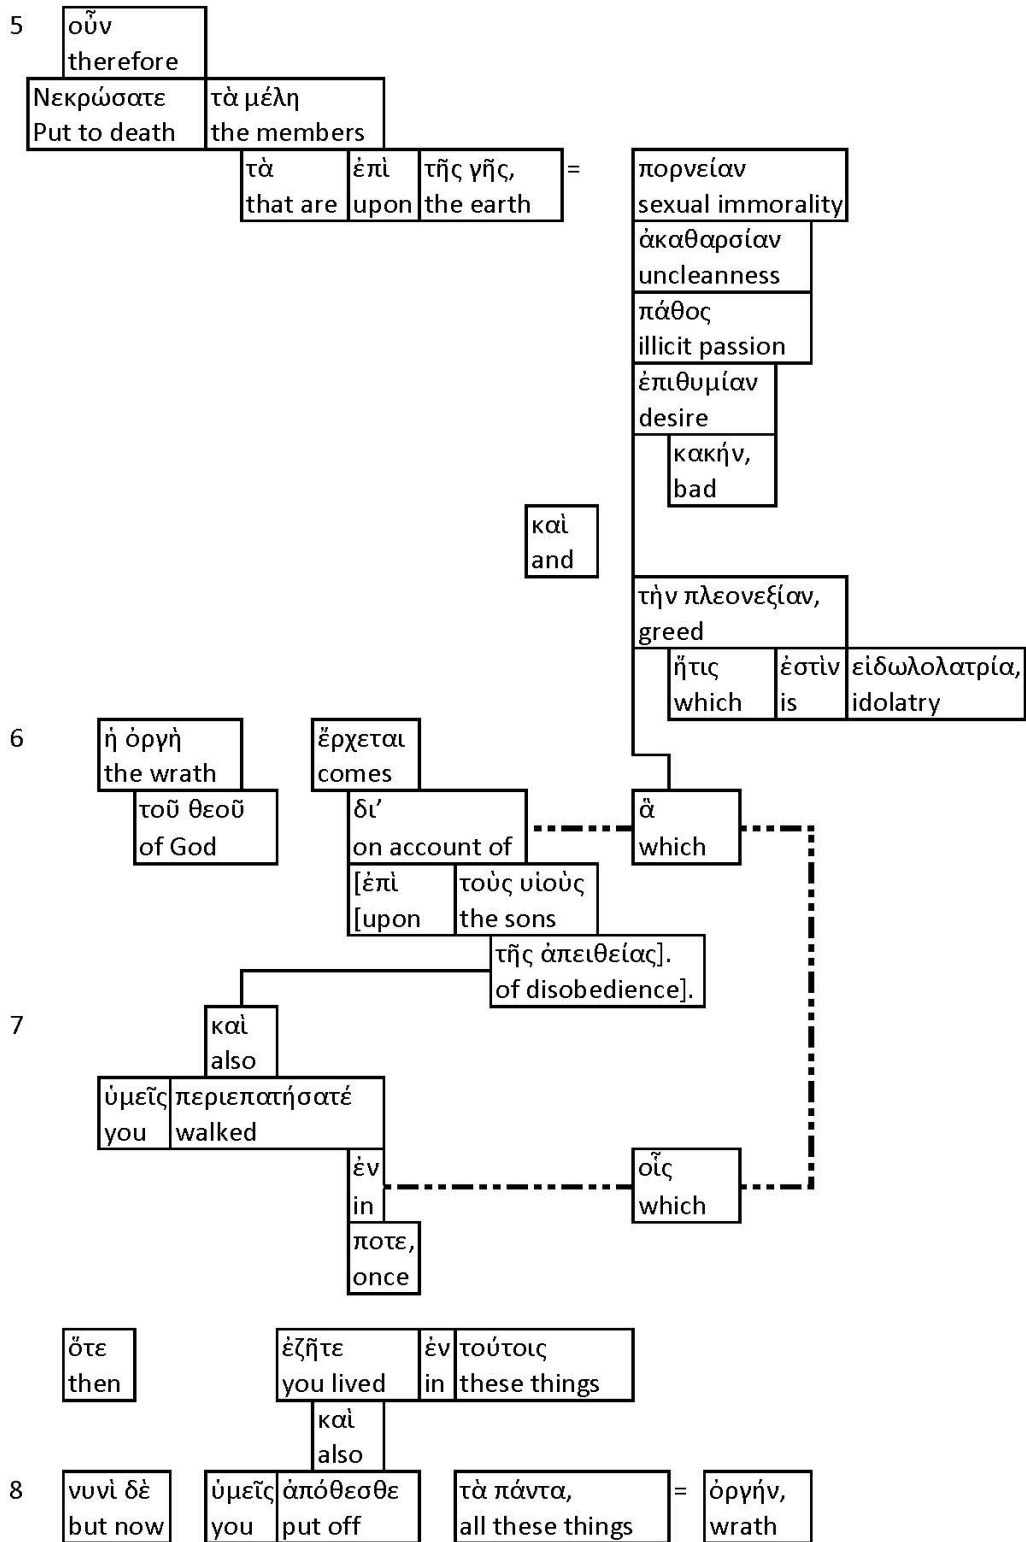 5 οὖν
therefore
Νεκρώσατε τὰ μέλη
Put to death the members
τὰ ἐπὶ τῆς γῆς, = πορνείαν
that are upon the earth sexual immorality
ἀκαθαρσίαν
uncleanness
πάθος
illicit passion
ἐπιθυμίαν
desire
κακήν,
bad
καὶ
and
τὴν πλεονεξίαν,
greed
ἥτις ἐστὶν εἰδωλολατρία,
which is idolatry
6 ἡ ὀργὴ ἔρχεται
the wrath comes
τοῦ θεοῦ δι’ ἃ
of God on account of which
[ἐπὶ τοὺς υἱοὺς
[upon the sons
τῆς ἀπειθείας].
of disobedience].
7 καὶ
also
ὑμεῖς περιεπατήσατέ
you walked
ἐν οἷς
in which
ποτε,
once
ὅτε ἐζῆτε ἐν τούτοις
then you lived in these things
καὶ
also
8 νυνὶ δὲ ὑμεῖς ἀπόθεσθε τὰ πάντα, = ὀργήν,
but now you put off all these things wrath